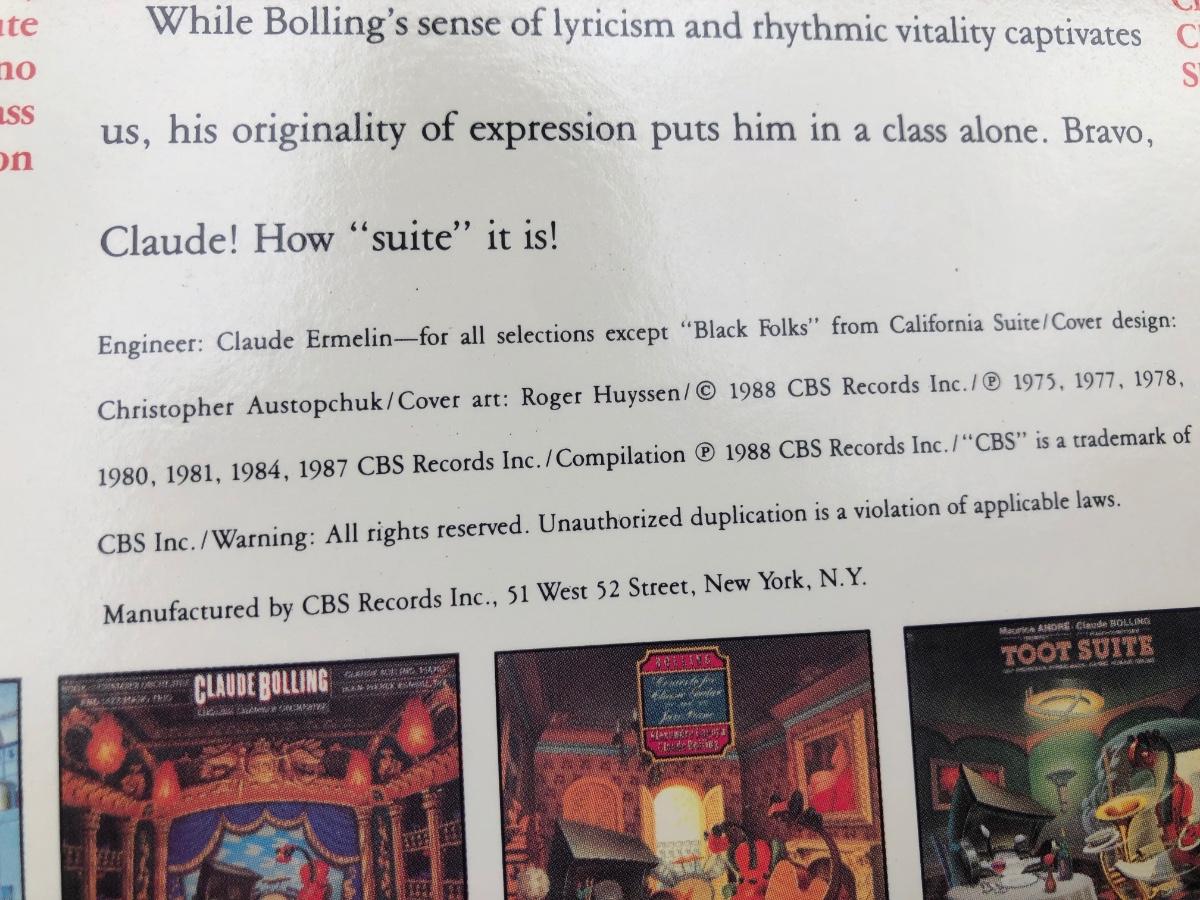 While Bolling's sense of lyricism and rhythmic vitality captivates
us, his originality of expression puts him in a class alone. Bravo,
Claude! How “suite” it is!
Engineer: Claude Ermelin—for all selections except “Black Folks” from California Suite/Cover design:
Christopher Austopchuk/Cover art: Roger Huyssen/© 1988 CBS Records Inc./℗ 1975, 1977, 1978,
1980, 1981, 1984, 1987 CBS Records Inc./Compilation ℗ 1988 CBS Records Inc./“CBS” is a trademark of
CBS Inc./Warning: All rights reserved. Unauthorized duplication is a violation of applicable laws.
Manufactured by CBS Records Inc., 51 West 52 Street, New York, N.Y.
CLAUDE BOLLING
Maurice ANDRÉ Claude BOLLING
TOOT SUITE